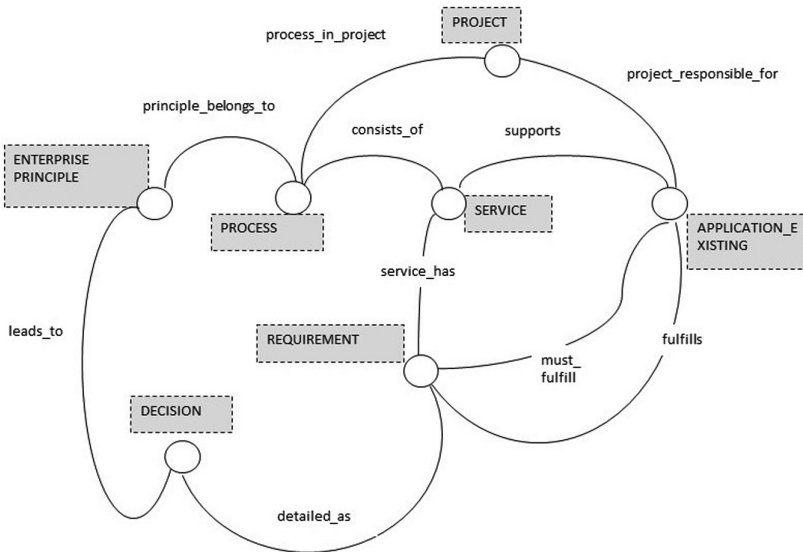 PROJECT
process_in_project
project_responsible_for
principle_belongs_to
consists_of
supports
ENTERPRISE
PRINCIPLE
PROCESS
SERVICE
APPLICATION_E
XISTING
service_has
leads_to
REQUIREMENT
must_
fulfill
fulfills
DECISION
detailed_as